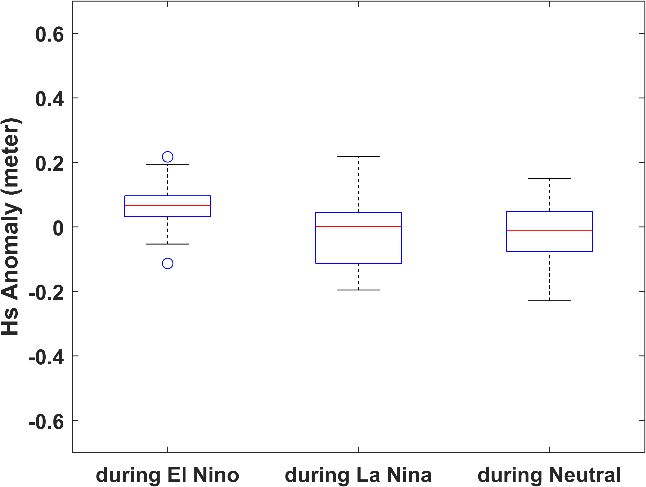 Hs Anomaly (meter)
0.6
0.4
0.2
0
-0.2
-0.4
-0.6
during El Nino
during La Nina
during Neutral